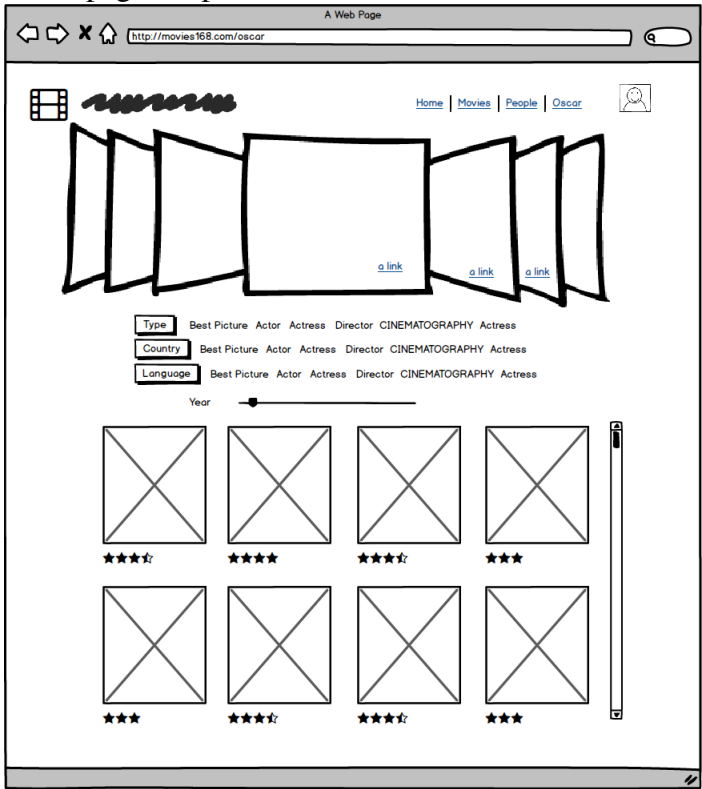 A Web Page
http://movies168.com/oscar
Home Movies People Oscar
a link
a link a link
Type Best Picture Actor Actress Director CINEMATOGRAPHY Actress
Country Best Picture Actor Actress Director CINEMATOGRAPHY Actress
Language Best Picture Actor Actress Director CINEMATOGRAPHY Actress
Year